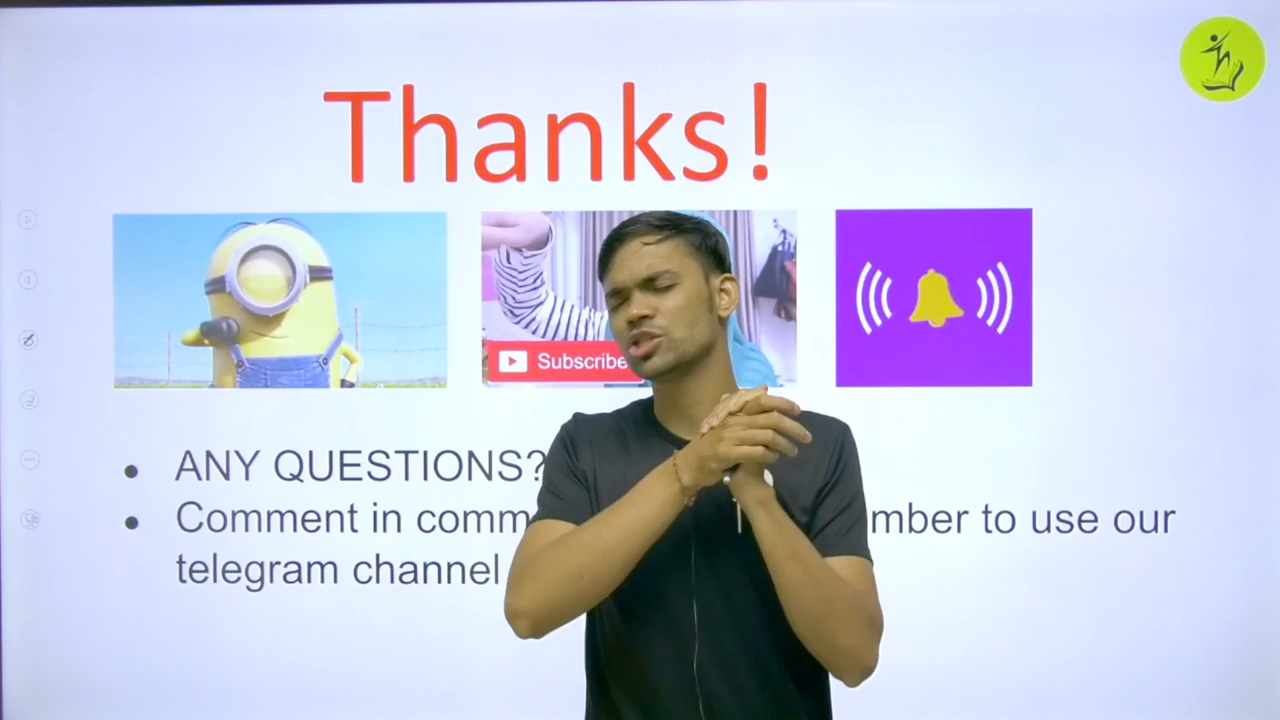 Thanks!
Subscribe
ANY QUESTIONS?
Comment in comm mber to use our
telegram channel